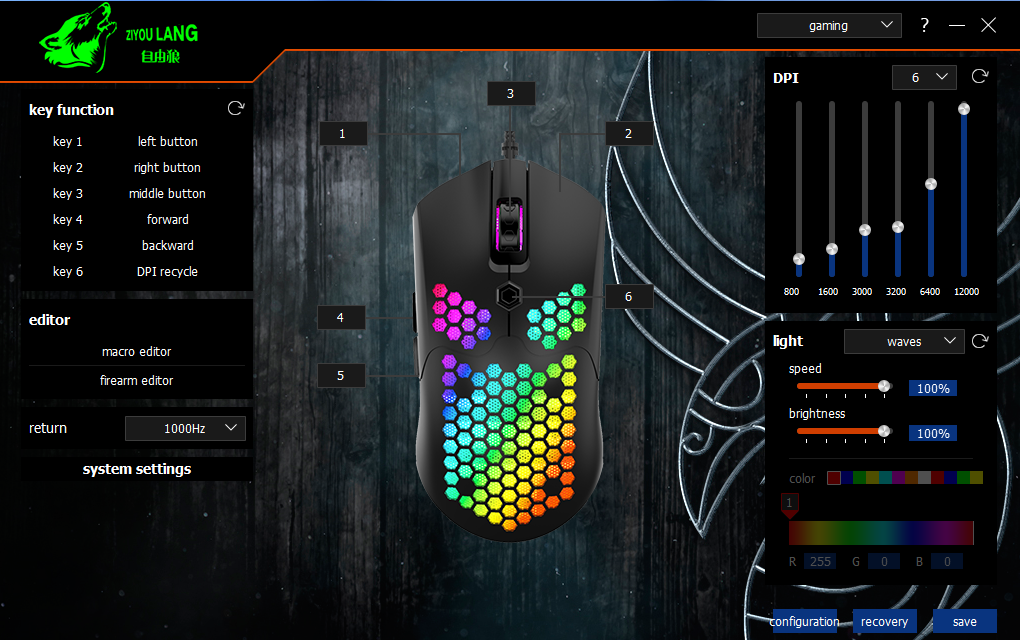 ZIYOU LANG
自由狼
gaming
?
key function
key 1 left button
key 2 right button
key 3 middle button
key 4 forward
key 5 backward
key 6 DPI recycle
editor
macro editor
firearm editor
return 1000Hz
system settings
3
1
2
6
4
5
DPI 6
800 1600 3000 3200 6400 12000
light waves
speed
100%
brightness
100%
color
1
R 255 G 0 B 0
configuration recovery save